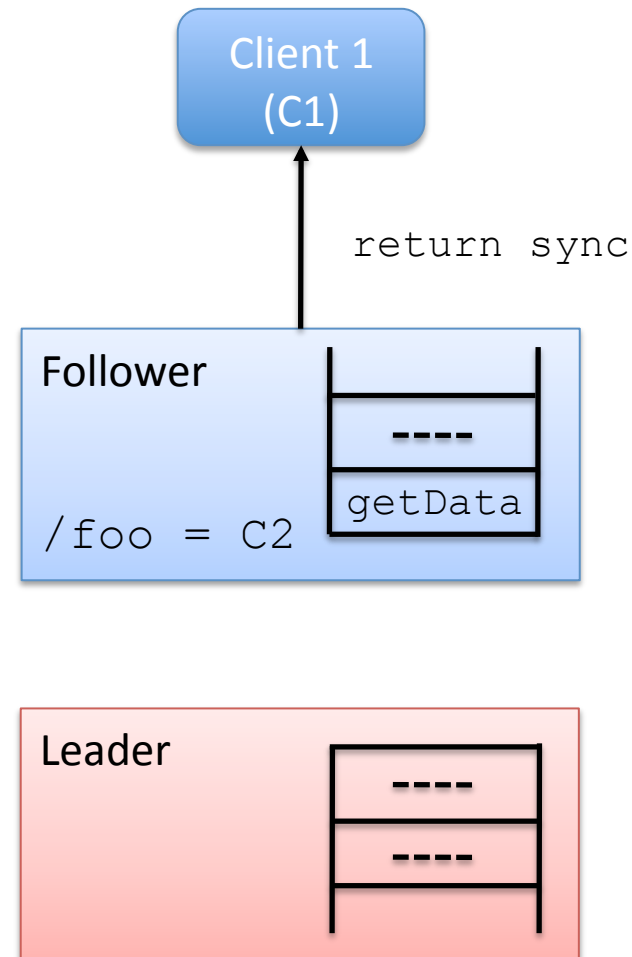 Client 1
(C1)
return sync
Follower
----
getData
/foo = C2
Leader
----
----